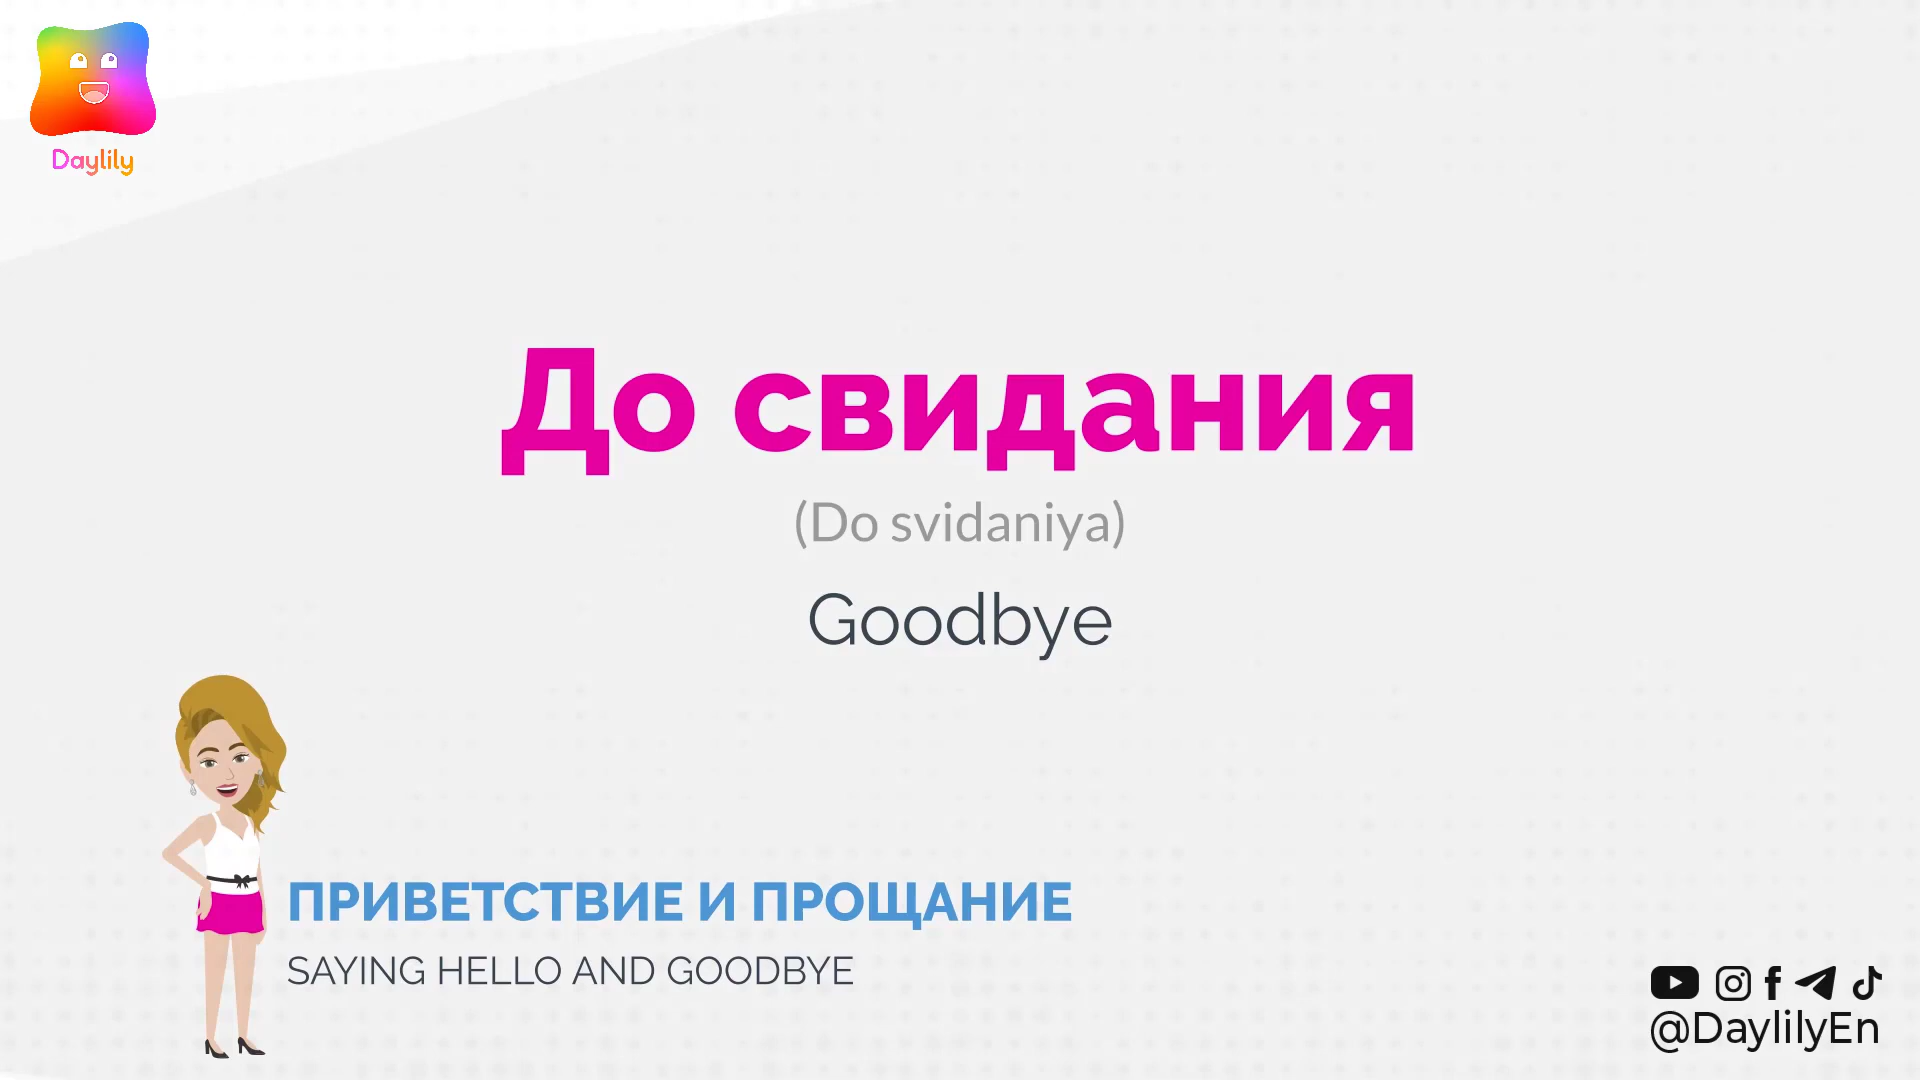 Daylily
До свидания
(Do svidaniya)
Goodbye
ПРИВЕТСТВИЕ И ПРОЩАНИЕ
SAYING HELLO AND GOODBYE
@DaylilyEn